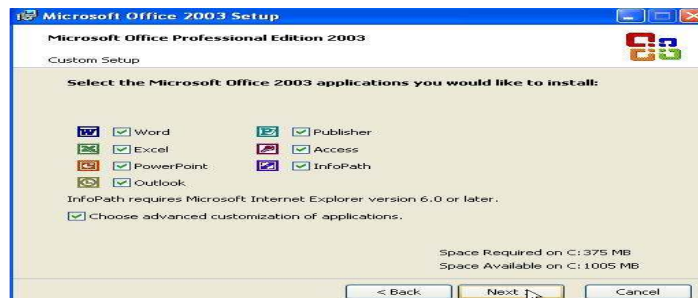 Microsoft Office 2003 Setup
Microsoft Office Professional Edition 2003
Custom Setup
Select the Microsoft Office 2003 applications you would like to install:
Word
Publisher
Excel
Access
PowerPoint
InfoPath
Outlook
InfoPath requires Microsoft Internet Explorer version 6.0 or later.
Choose advanced customization of applications.
Space Required on C: 375 MB
Space Available on C: 1005 MB
< Back Next > Cancel